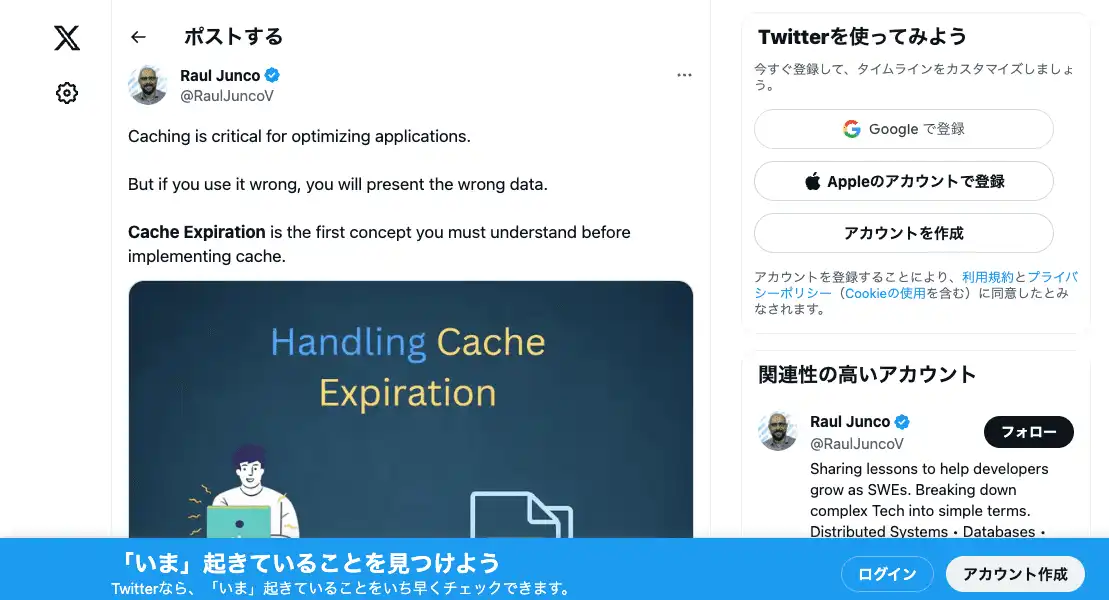 ポストする
Raul Junco
@RaulJuncoV
Caching is critical for optimizing applications.
But if you use it wrong, you will present the wrong data.
Cache Expiration is the first concept you must understand before
implementing cache.
Handling Cache
Expiration
Twitterを使ってみよう
今すぐ登録して、タイムラインをカスタマイズしましょ
う。
Google で登録
Appleのアカウントで登録
アカウントを作成
アカウントを登録することにより、利用規約とプライバ
シーポリシー（Cookieの使用を含む）に同意したとみ
なされます。
関連性の高いアカウント
Raul Junco
@RaulJuncoV
フォロー
Sharing lessons to help developers
grow as SWEs. Breaking down
complex Tech into simple terms.
Distributed Systems • Databases •
「いま」起きていることを見つけよう
Twitterなら、「いま」起きていることをいち早くチェックできます。
ログイン
アカウント作成